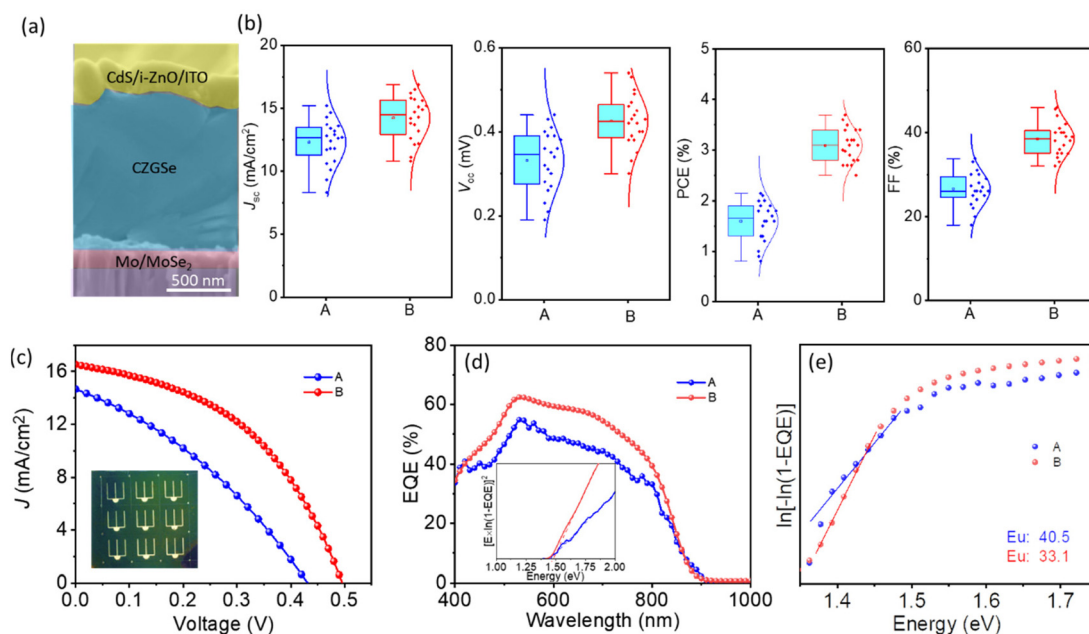 (a)
CdS/i-ZnO/ITO
CZGSe
Mo/MoSe₂
500 nm
(b)
20
15
10
5
0
J_sc (mA/cm²)
A
B
0.6
0.4
0.2
0.0
V_oc (mV)
A
B
5
4
3
2
1
0
PCE (%)
A
B
60
40
20
0
FF (%)
A
B
(c)
A
B
16
12
8
4
0
J (mA/cm²)
0.0 0.1 0.2 0.3 0.4 0.5
Voltage (V)
(d)
A
B
80
60
40
20
0
EQE (%)
[E×ln(1-EQE)]²
1.00 1.25 1.50 1.75 2.00
Energy (eV)
400 600 800 1000
Wavelength (nm)
(e)
A
B
ln[-ln(1-EQE)]
Eu: 40.5
Eu: 33.1
1.4 1.5 1.6 1.7
Energy (eV)